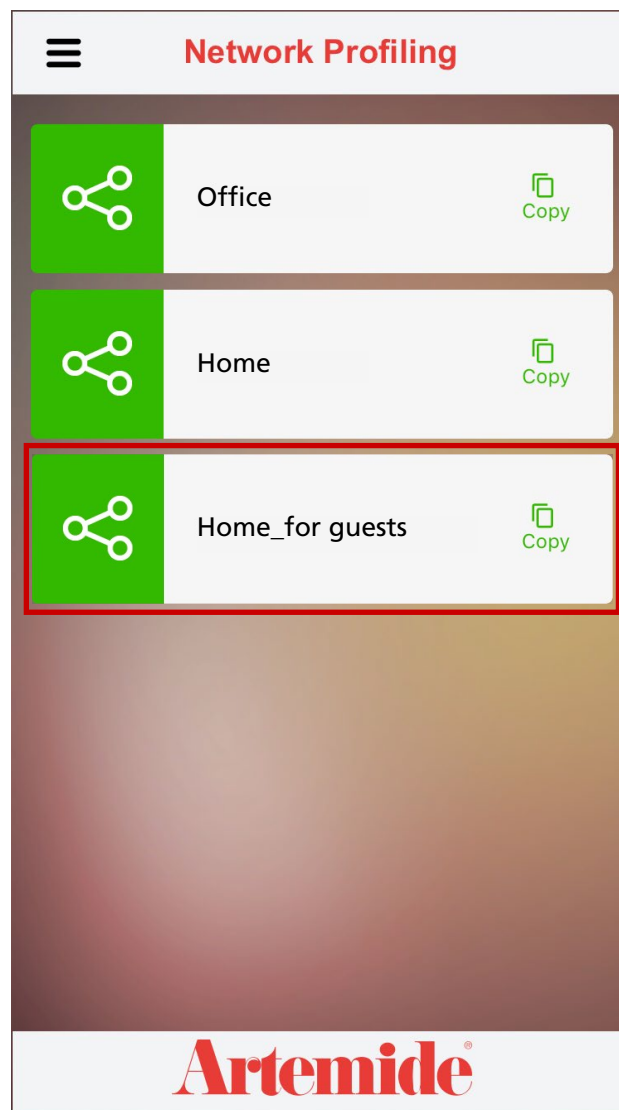 Network Profiling
Office
Copy
Home
Copy
Home_for guests
Copy
Artemide®